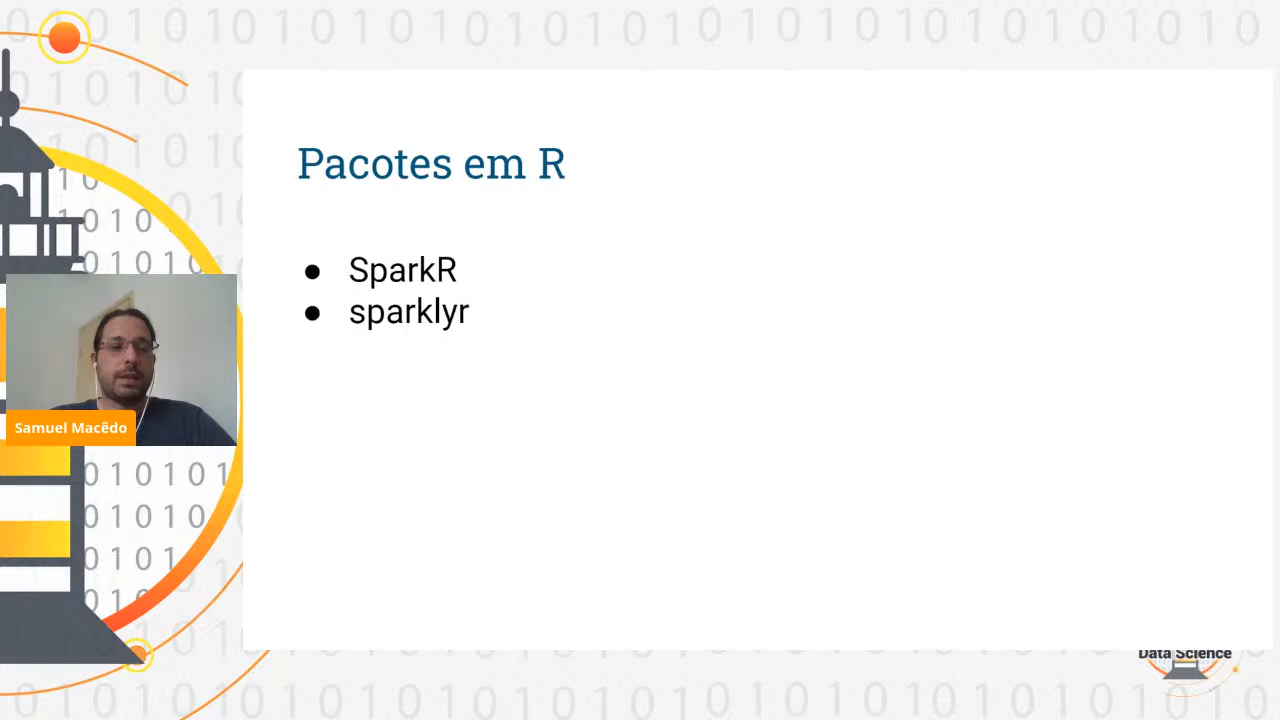 Pacotes em R
● SparkR
● sparklyr
Samuel Macêdo
Data Science